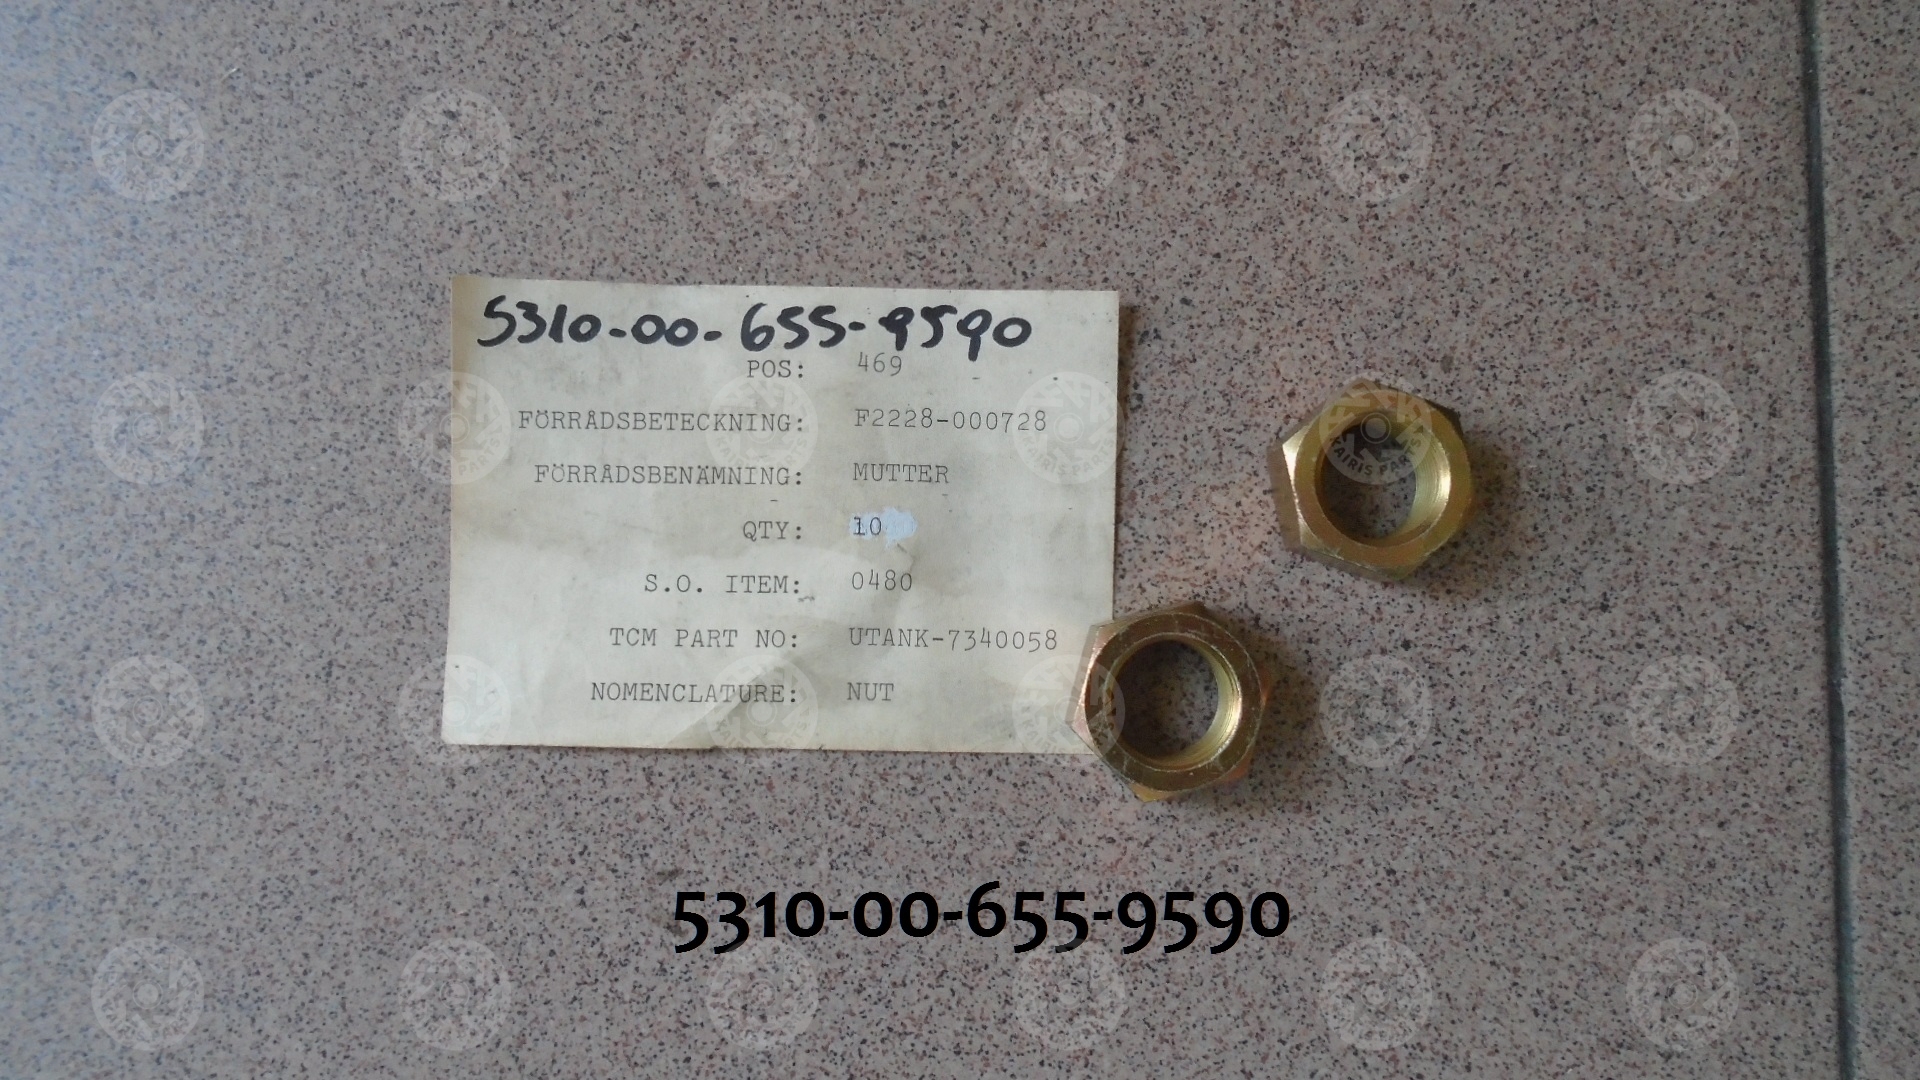 5310-00-655-9590
POS: 469
FÖRRÅDSBETECKNING: F2228-000728
FÖRRÅDSBENÄMNING: MUTTER
QTY: 10
S.O. ITEM: 0480
TCM PART NO: UTANK-7340058
NOMENCLATURE: NUT
5310-00-655-9590